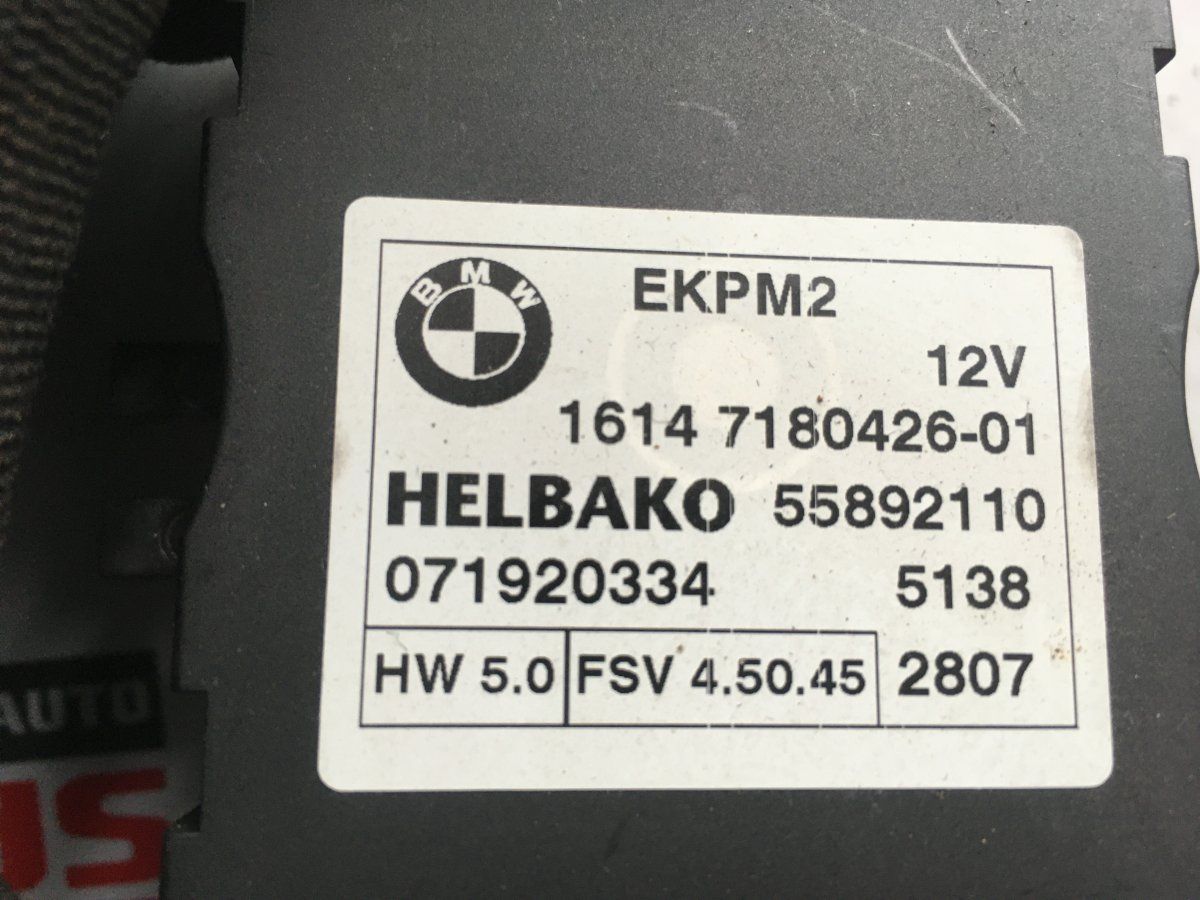 BMW
EKPM2
12V
1614 7180426-01
HELBAKO 55892110
071920334 5138
HW 5.0 FSV 4.50.45 2807
AUTO